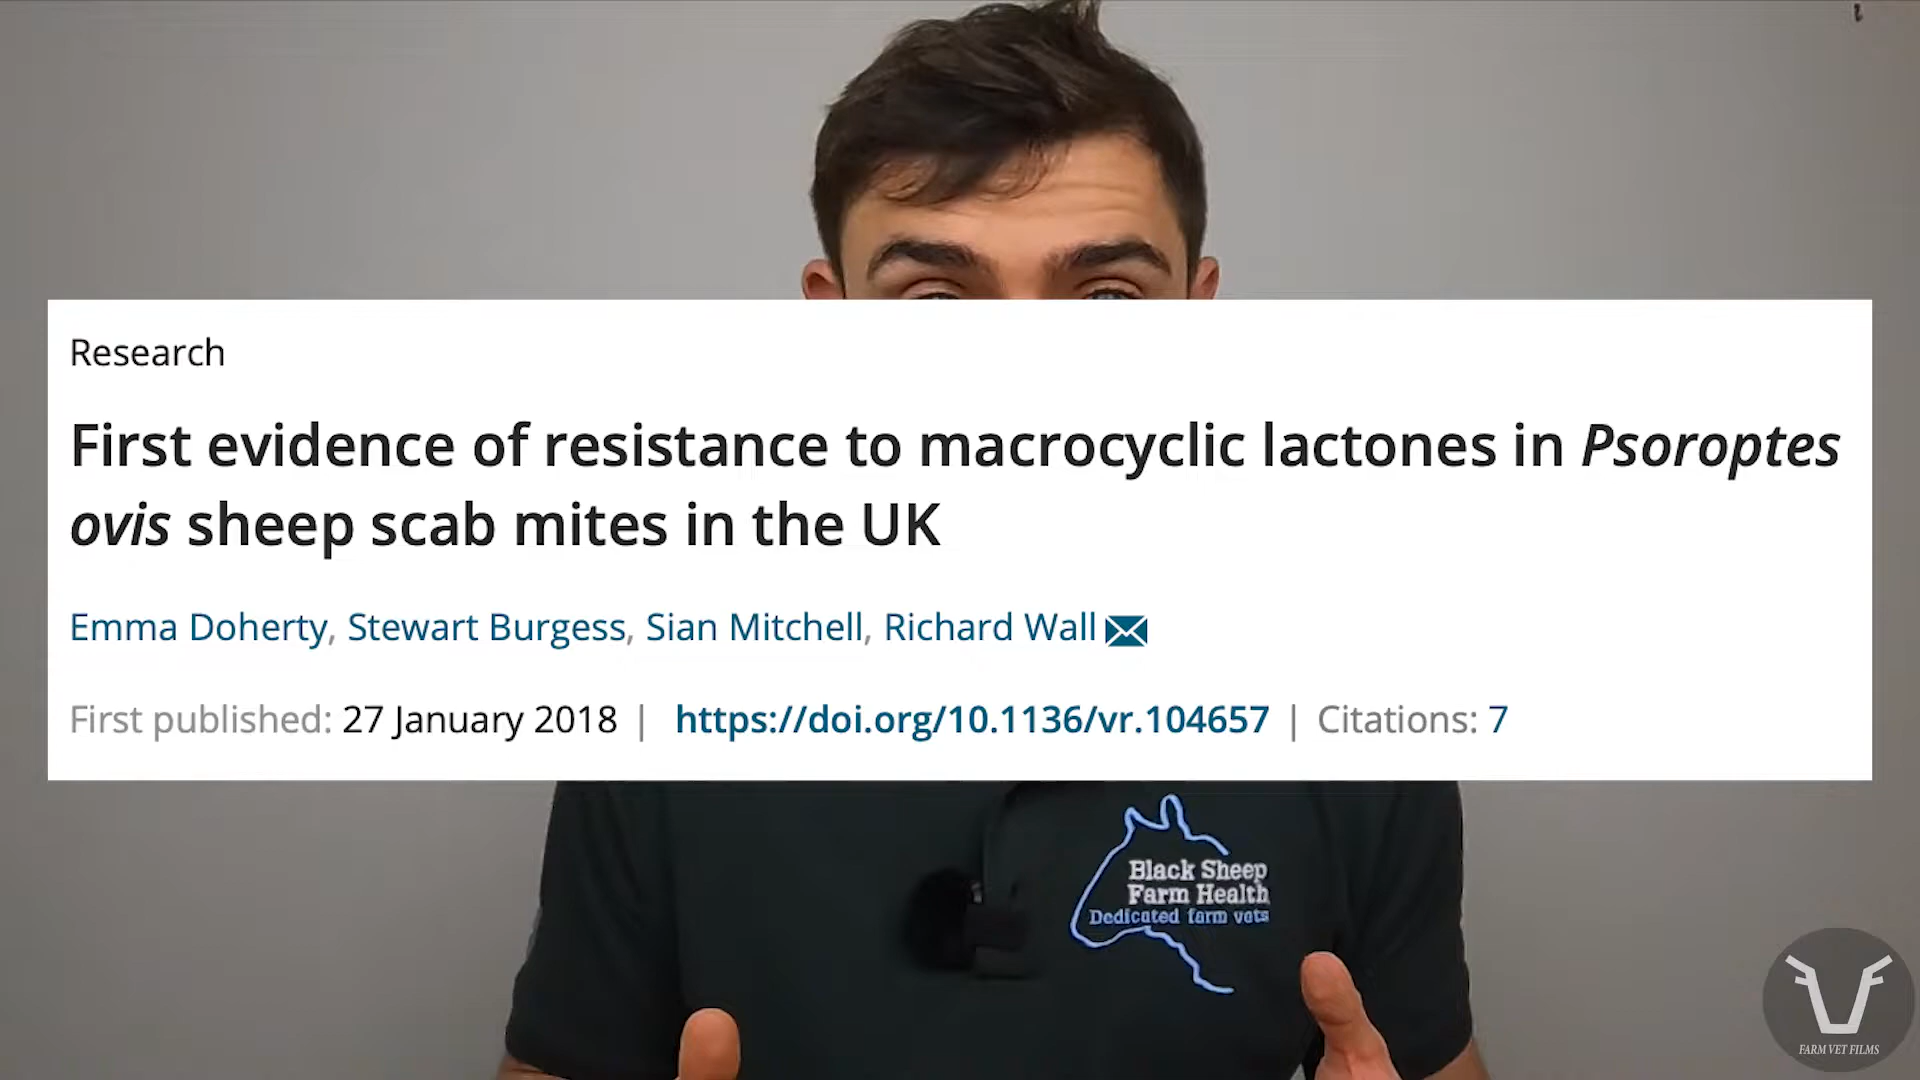 Research
First evidence of resistance to macrocyclic lactones in Psoroptes
ovis sheep scab mites in the UK
Emma Doherty, Stewart Burgess, Sian Mitchell, Richard Wall
First published: 27 January 2018 | https://doi.org/10.1136/vr.104657 | Citations: 7
Black Sheep
Farm Health
Dedicated farm vets
FARM VET FILMS